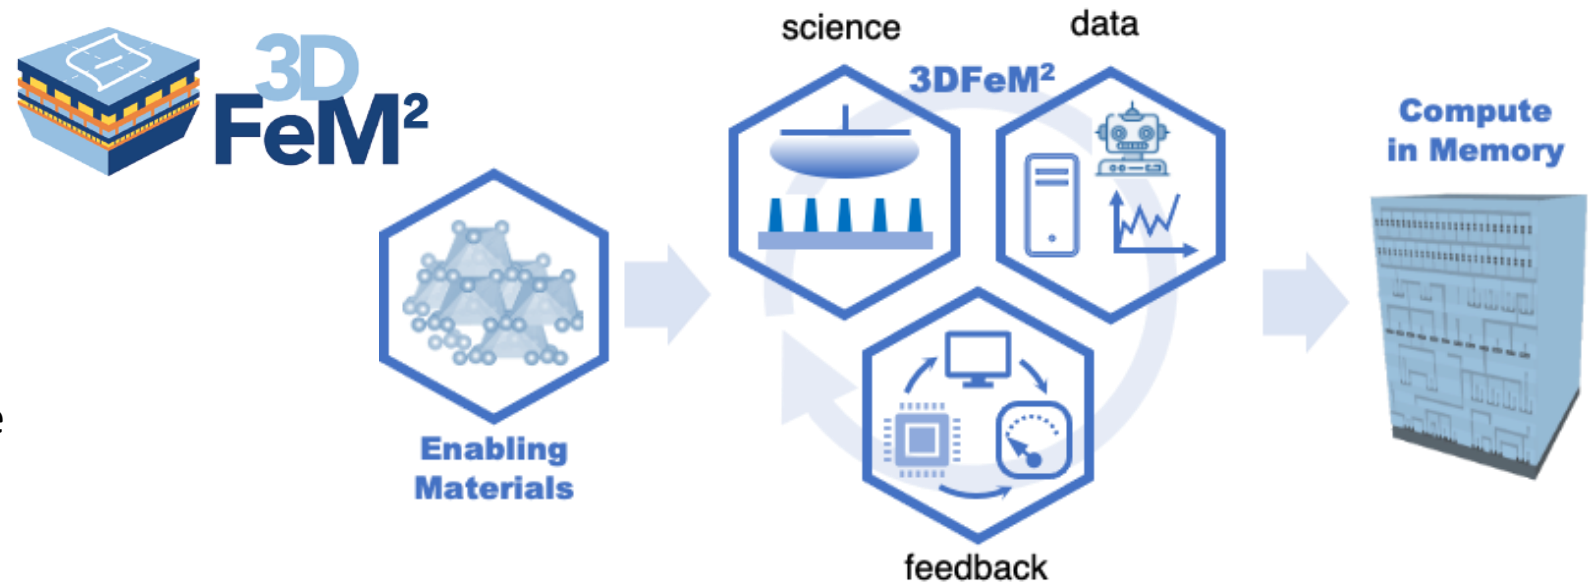 3D
FeM²
science
data
3DFeM²
Compute
in Memory
e
Enabling
Materials
feedback